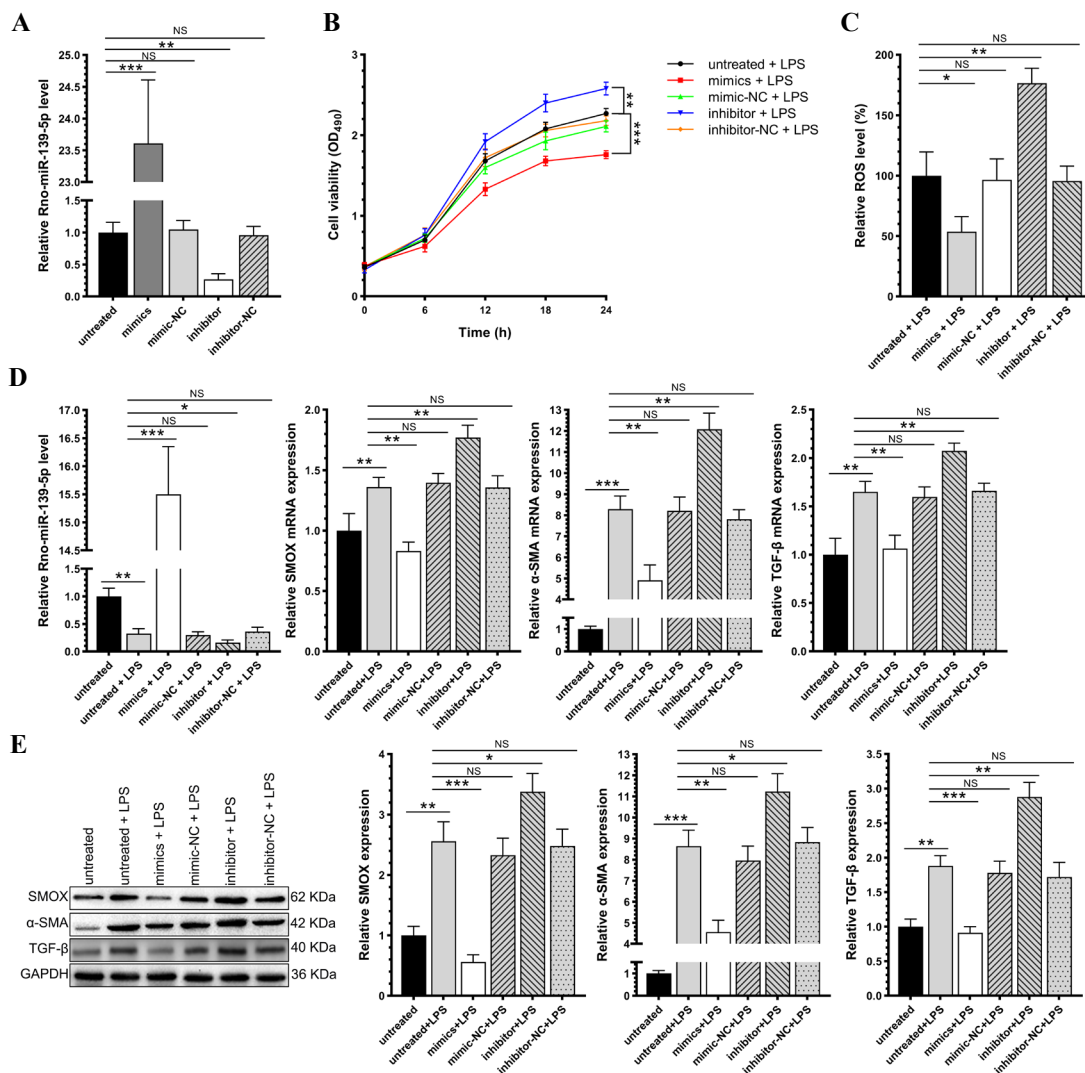 A
Relative Rno-miR-139-5p level
25.0
24.5
24.0
23.5
23.0
1.5
1.0
0.5
0.0
NS
**
NS
***
untreated
mimics
mimic-NC
inhibitor
inhibitor-NC
B
Cell viability (OD490)
3
2
1
0
0
6
12
18
24
Time (h)
untreated + LPS
mimics + LPS
mimic-NC + LPS
inhibitor + LPS
inhibitor-NC + LPS
**
***
C
Relative ROS level (%)
200
150
100
50
0
NS
**
NS
*
untreated + LPS
mimics + LPS
mimic-NC + LPS
inhibitor + LPS
inhibitor-NC + LPS
D
Relative Rno-miR-139-5p level
17.0
16.5
16.0
15.5
15.0
14.5
1.5
1.0
0.5
0.0
NS
*
NS
***
**
untreated
untreated + LPS
mimics + LPS
mimic-NC + LPS
inhibitor + LPS
inhibitor-NC + LPS
Relative SMOX mRNA expression
2.0
1.5
1.0
0.5
0.0
NS
**
NS
**
**
untreated
untreated+LPS
mimics+LPS
mimic-NC+LPS
inhibitor+LPS
inhibitor-NC+LPS
Relative α-SMA mRNA expression
13
12
11
10
9
8
7
6
5
4
1
0
NS
**
NS
**
***
untreated
untreated+LPS
mimics+LPS
mimic-NC+LPS
inhibitor+LPS
inhibitor-NC+LPS
Relative TGF-β mRNA expression
2.5
2.0
1.5
1.0
0.5
0.0
NS
**
NS
**
**
untreated
untreated+LPS
mimics+LPS
mimic-NC+LPS
inhibitor+LPS
inhibitor-NC+LPS
E
untreated
untreated + LPS
mimics + LPS
mimic-NC + LPS
inhibitor + LPS
inhibitor-NC + LPS
SMOX 62 KDa
α-SMA 42 KDa
TGF-β 40 KDa
GAPDH 36 KDa
Relative SMOX expression
4
3
2
1
0
NS
*
NS
***
**
untreated
untreated+LPS
mimics+LPS
mimic-NC+LPS
inhibitor+LPS
inhibitor-NC+LPS
Relative α-SMA expression
13
12
11
10
9
8
7
6
5
4
1
0
NS
*
NS
**
***
untreated
untreated+LPS
mimics+LPS
mimic-NC+LPS
inhibitor+LPS
inhibitor-NC+LPS
Relative TGF-β expression
3.5
3.0
2.5
2.0
1.5
1.0
0.5
0.0
NS
**
NS
***
**
untreated
untreated+LPS
mimics+LPS
mimic-NC+LPS
inhibitor+LPS
inhibitor-NC+LPS